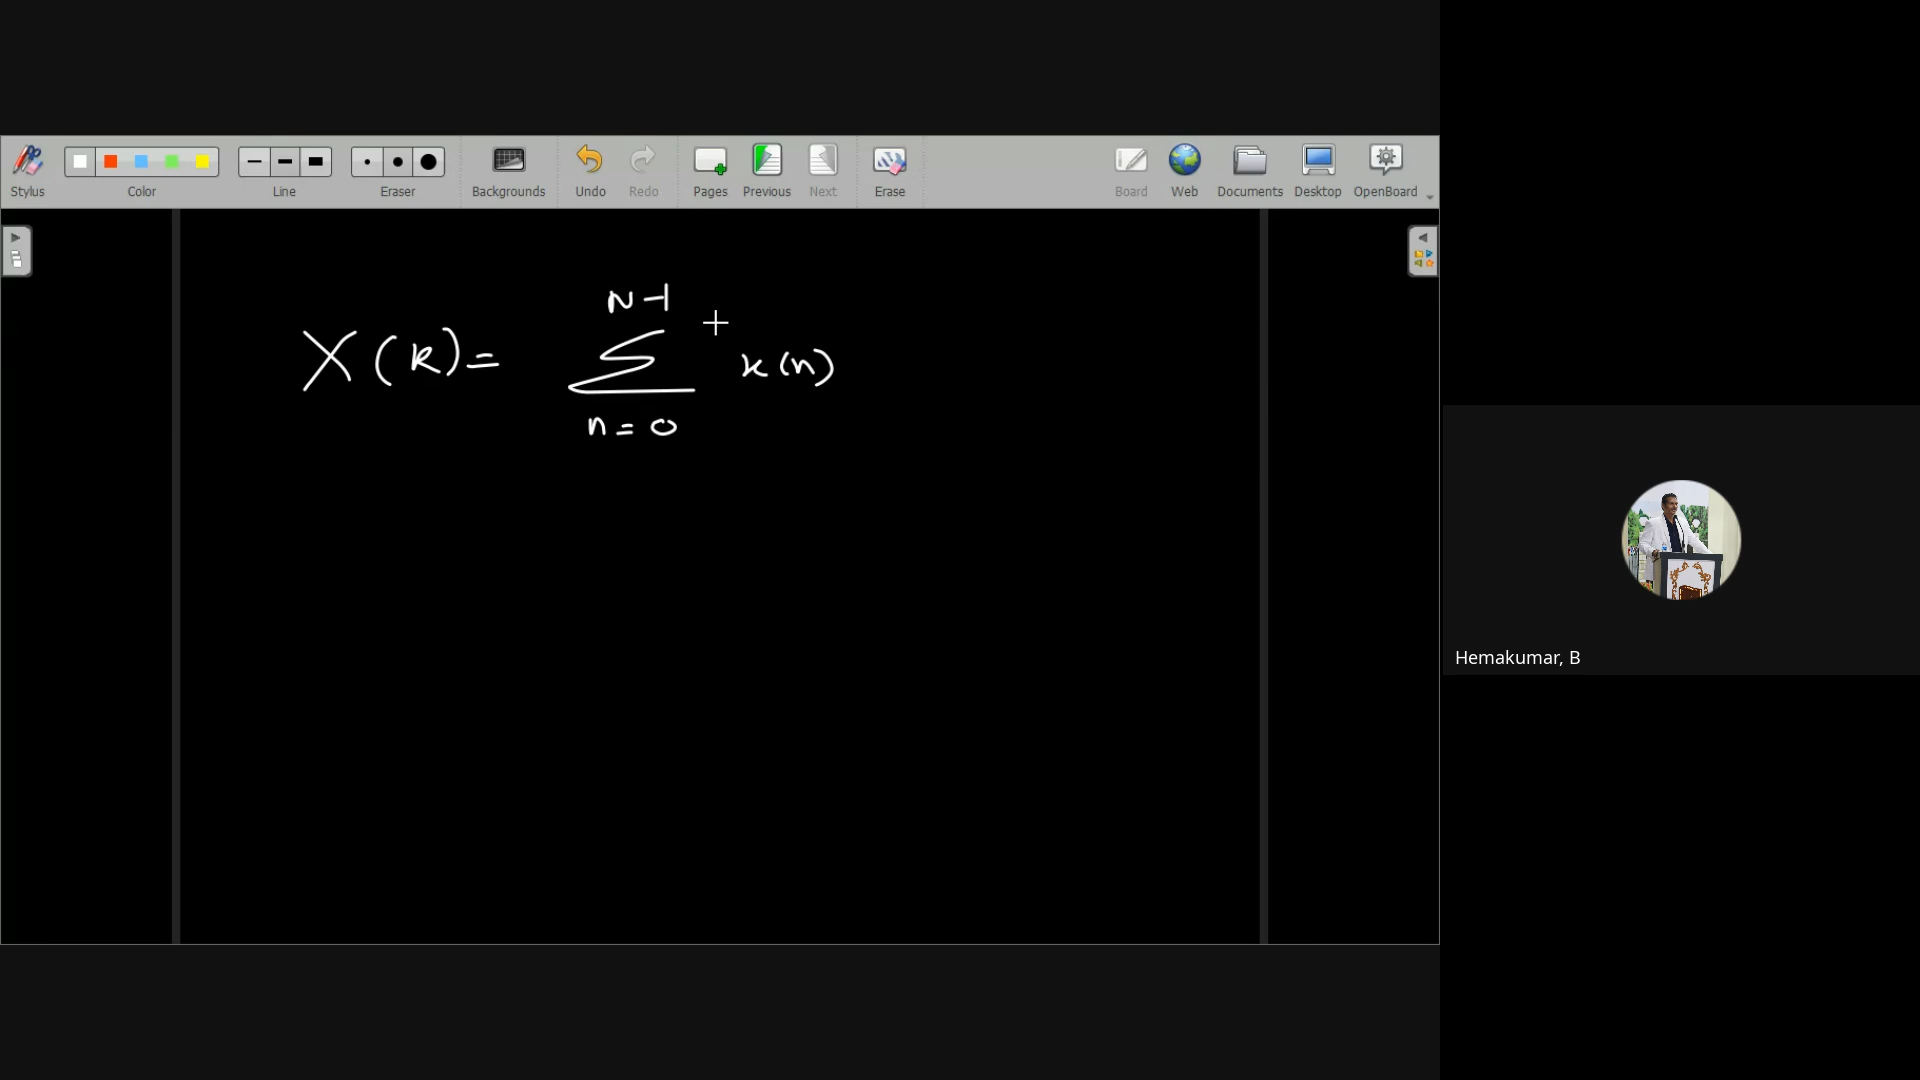 Stylus Color Line Eraser Backgrounds Undo Redo Pages Previous Next Erase Board Web Documents Desktop OpenBoard
N-1
X(k)= Σ x(n)
n=0
Hemakumar, B